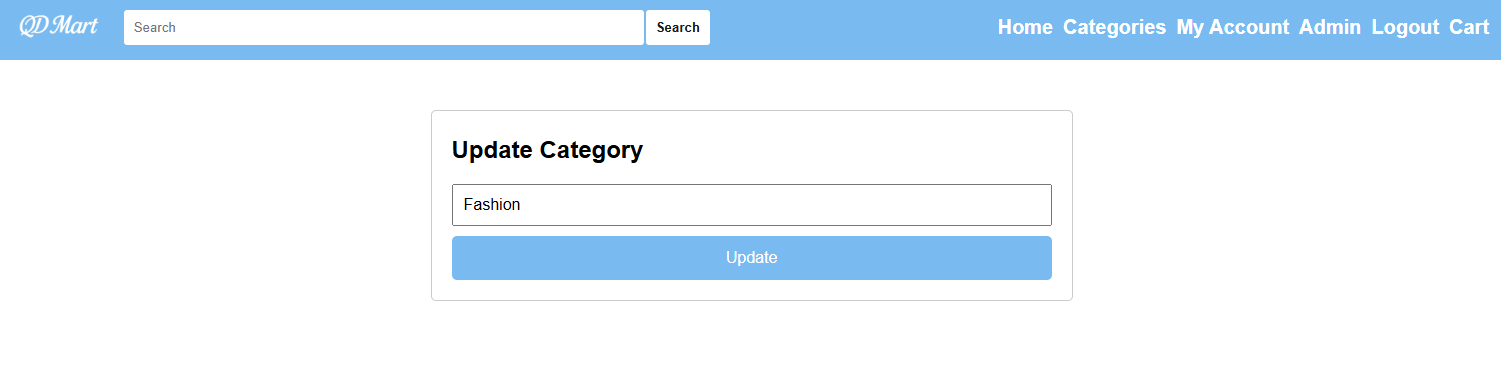 QD Mart Search Search Home Categories My Account Admin Logout Cart
Update Category
Fashion
Update